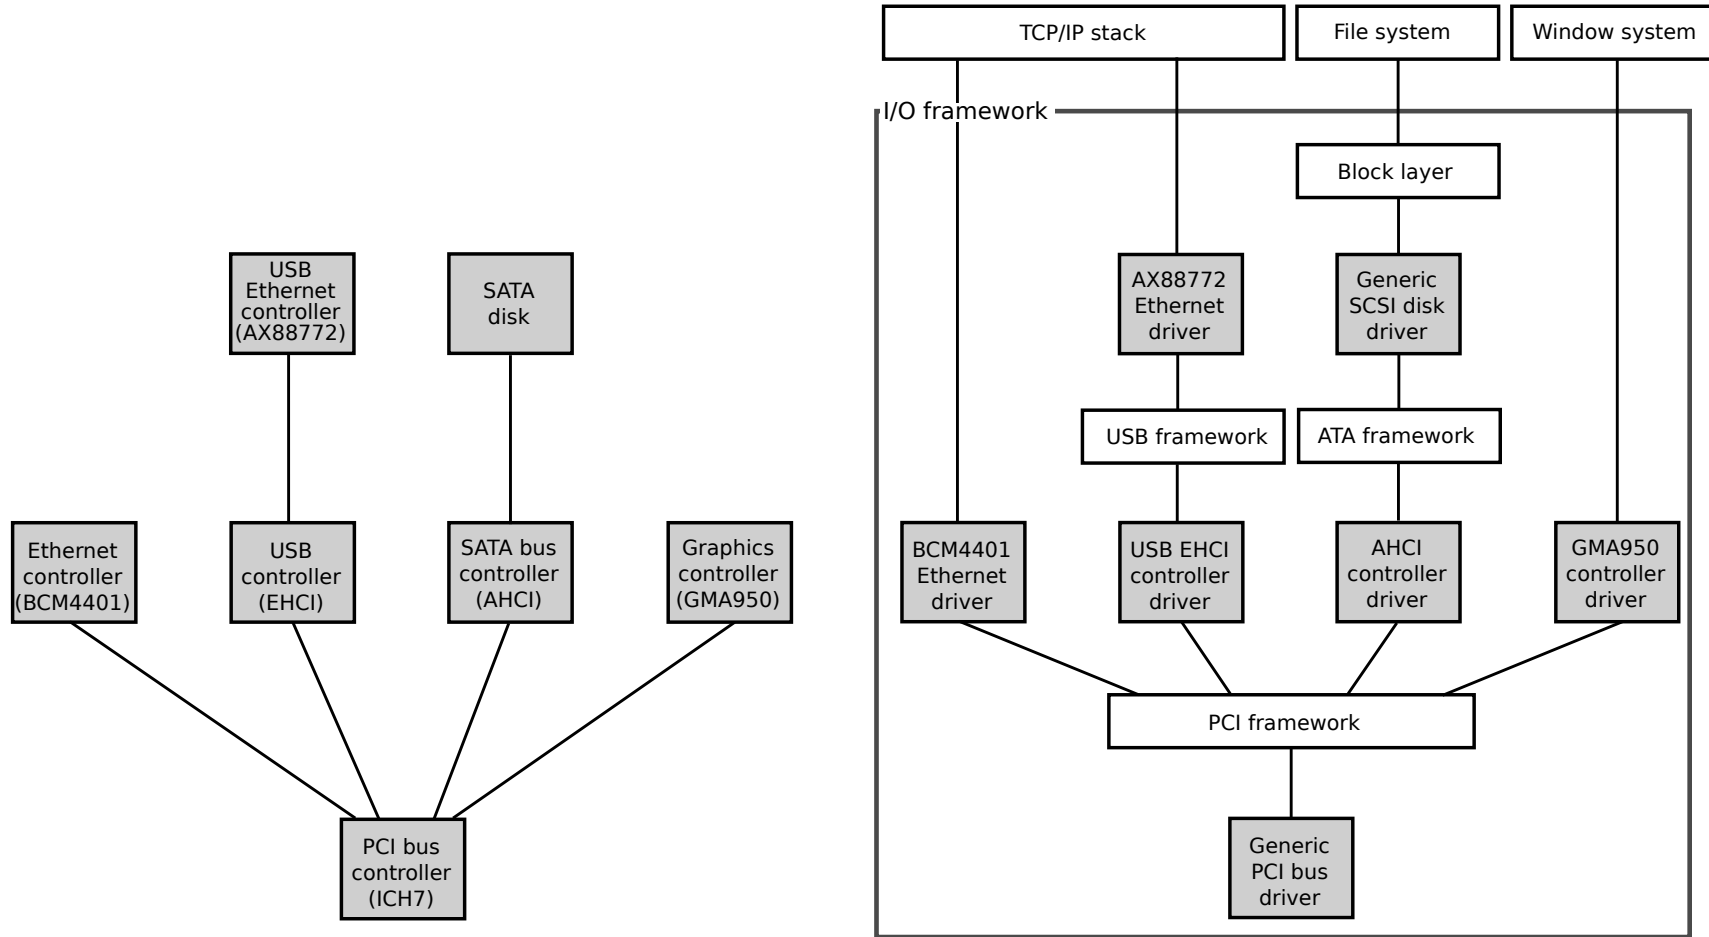 TCP/IP stack
File system
Window system
I/O framework
Block layer
USB
Ethernet
controller
(AX88772)
SATA
disk
AX88772
Ethernet
driver
Generic
SCSI disk
driver
USB framework
ATA framework
Ethernet
controller
(BCM4401)
USB
controller
(EHCI)
SATA bus
controller
(AHCI)
Graphics
controller
(GMA950)
BCM4401
Ethernet
driver
USB EHCI
controller
driver
AHCI
controller
driver
GMA950
controller
driver
PCI framework
PCI bus
controller
(ICH7)
Generic
PCI bus
driver